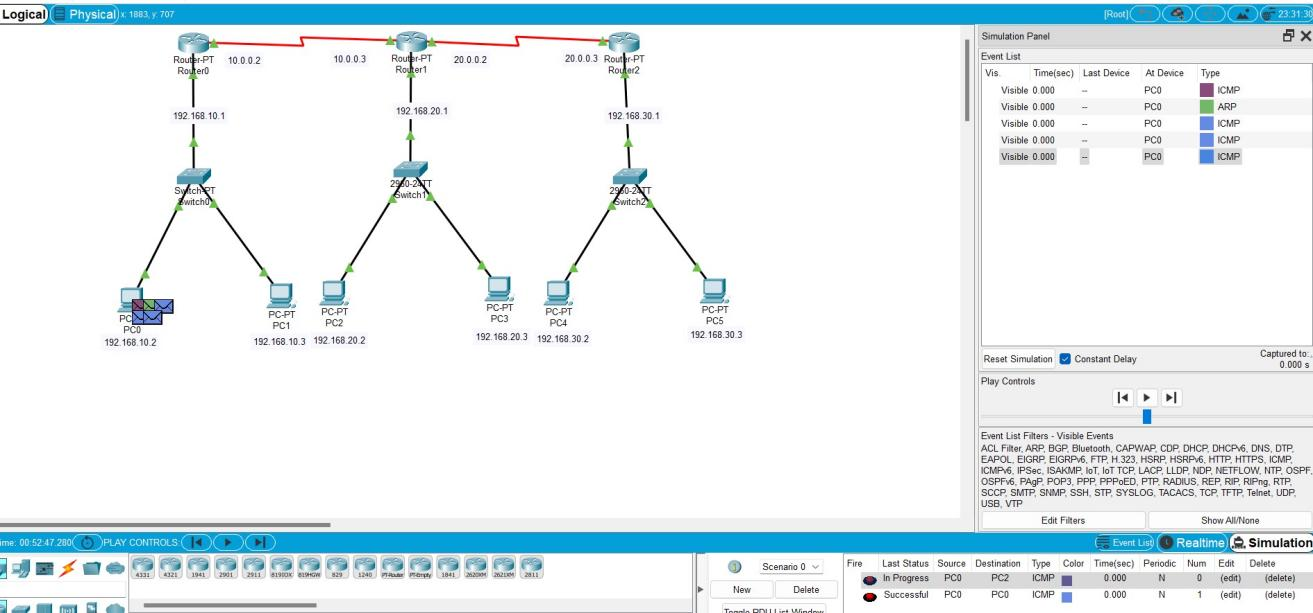 Logical Physical x: 1883, y: 707 [Root] 23:31:30
Router-PT
Router0
10.0.0.2
10.0.0.3
Router-PT
Router1
20.0.0.2
20.0.0.3
Router-PT
Router2
192.168.10.1
192.168.20.1
192.168.30.1
Switch-PT
Switch0
2960-24TT
Switch1
2960-24TT
Switch2
PC0
192.168.10.2
PC-PT
PC1
192.168.10.3
PC-PT
PC2
192.168.20.2
PC-PT
PC3
192.168.20.3
PC-PT
PC4
192.168.30.2
PC-PT
PC5
192.168.30.3
Simulation Panel
Event List
Vis. Time(sec) Last Device At Device Type
Visible 0.000 -- PC0 ICMP
Visible 0.000 -- PC0 ARP
Visible 0.000 -- PC0 ICMP
Visible 0.000 -- PC0 ICMP
Visible 0.000 -- PC0 ICMP
Reset Simulation Constant Delay Captured to:
0.000 s
Play Controls
Event List Filters - Visible Events
ACL Filter, ARP, BGP, Bluetooth, CAPWAP, CDP, DHCP, DHCPv6, DNS, DTP,
EAPOL, EIGRP, EIGRPv6, FTP, H.323, HSRP, HSRPv6, HTTP, HTTPS, ICMP,
ICMPv6, IPSec, ISAKMP, IoT, IoT TCP, LACP, LLDP, NDP, NETFLOW, NTP, OSPF,
OSPFv6, PAgP, POP3, PPP, PPPoED, PTP, RADIUS, REP, RIP, RIPng, RTP,
SCCP, SMTP, SNMP, SSH, STP, SYSLOG, TACACS, TCP, TFTP, Telnet, UDP,
USB, VTP
Edit Filters Show All/None
ime: 00:52:47.280 PLAY CONTROLS: Event List Realtime Simulation
4331 4321 1941 2901 2911 819IOX 819HGW 829 1240 PT-Router PT-Empty 1841 2620XM 2621XM 2811
Scenario 0
New Delete
Toggle PDU List Window
Fire Last Status Source Destination Type Color Time(sec) Periodic Num Edit Delete
In Progress PC0 PC2 ICMP 0.000 N 0 (edit) (delete)
Successful PC0 PC0 ICMP 0.000 N 1 (edit) (delete)